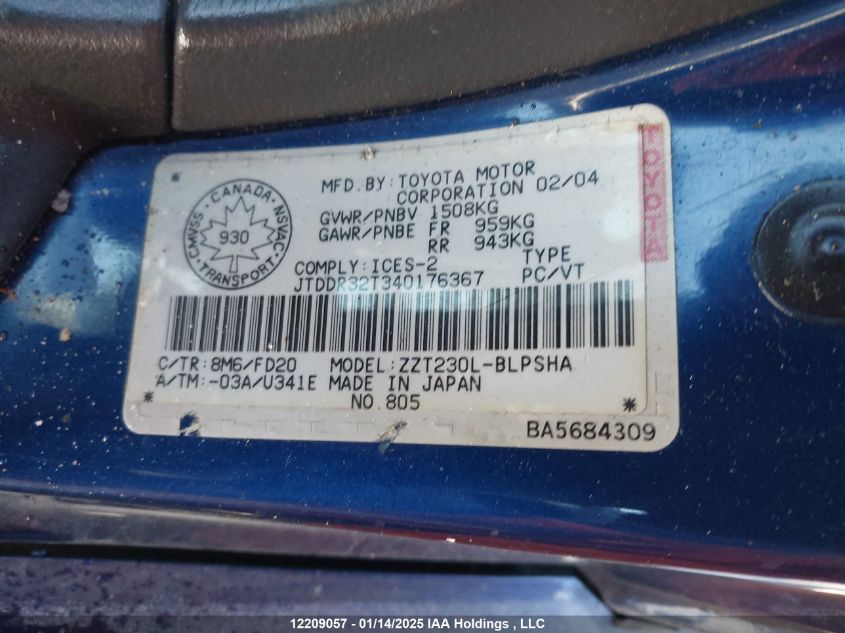 MFD.BY:TOYOTA MOTOR
CORPORATION 02/04
GVWR/PNBV 1508KG
GAWR/PNBE FR 959KG
RR 943KG
COMPLY:ICES-2
TYPE
JTDDR32T340176367
PC/VT
CANADA
CMVSS
NSVAC
930
TRANSPORT
TOYOTA
C/TR:8M6/FD20 MODEL:ZZT230L-BLPSHA
A/TM:-03A/U341E MADE IN JAPAN
NO.805
BA5684309
12209057 - 01/14/2025 IAA Holdings , LLC